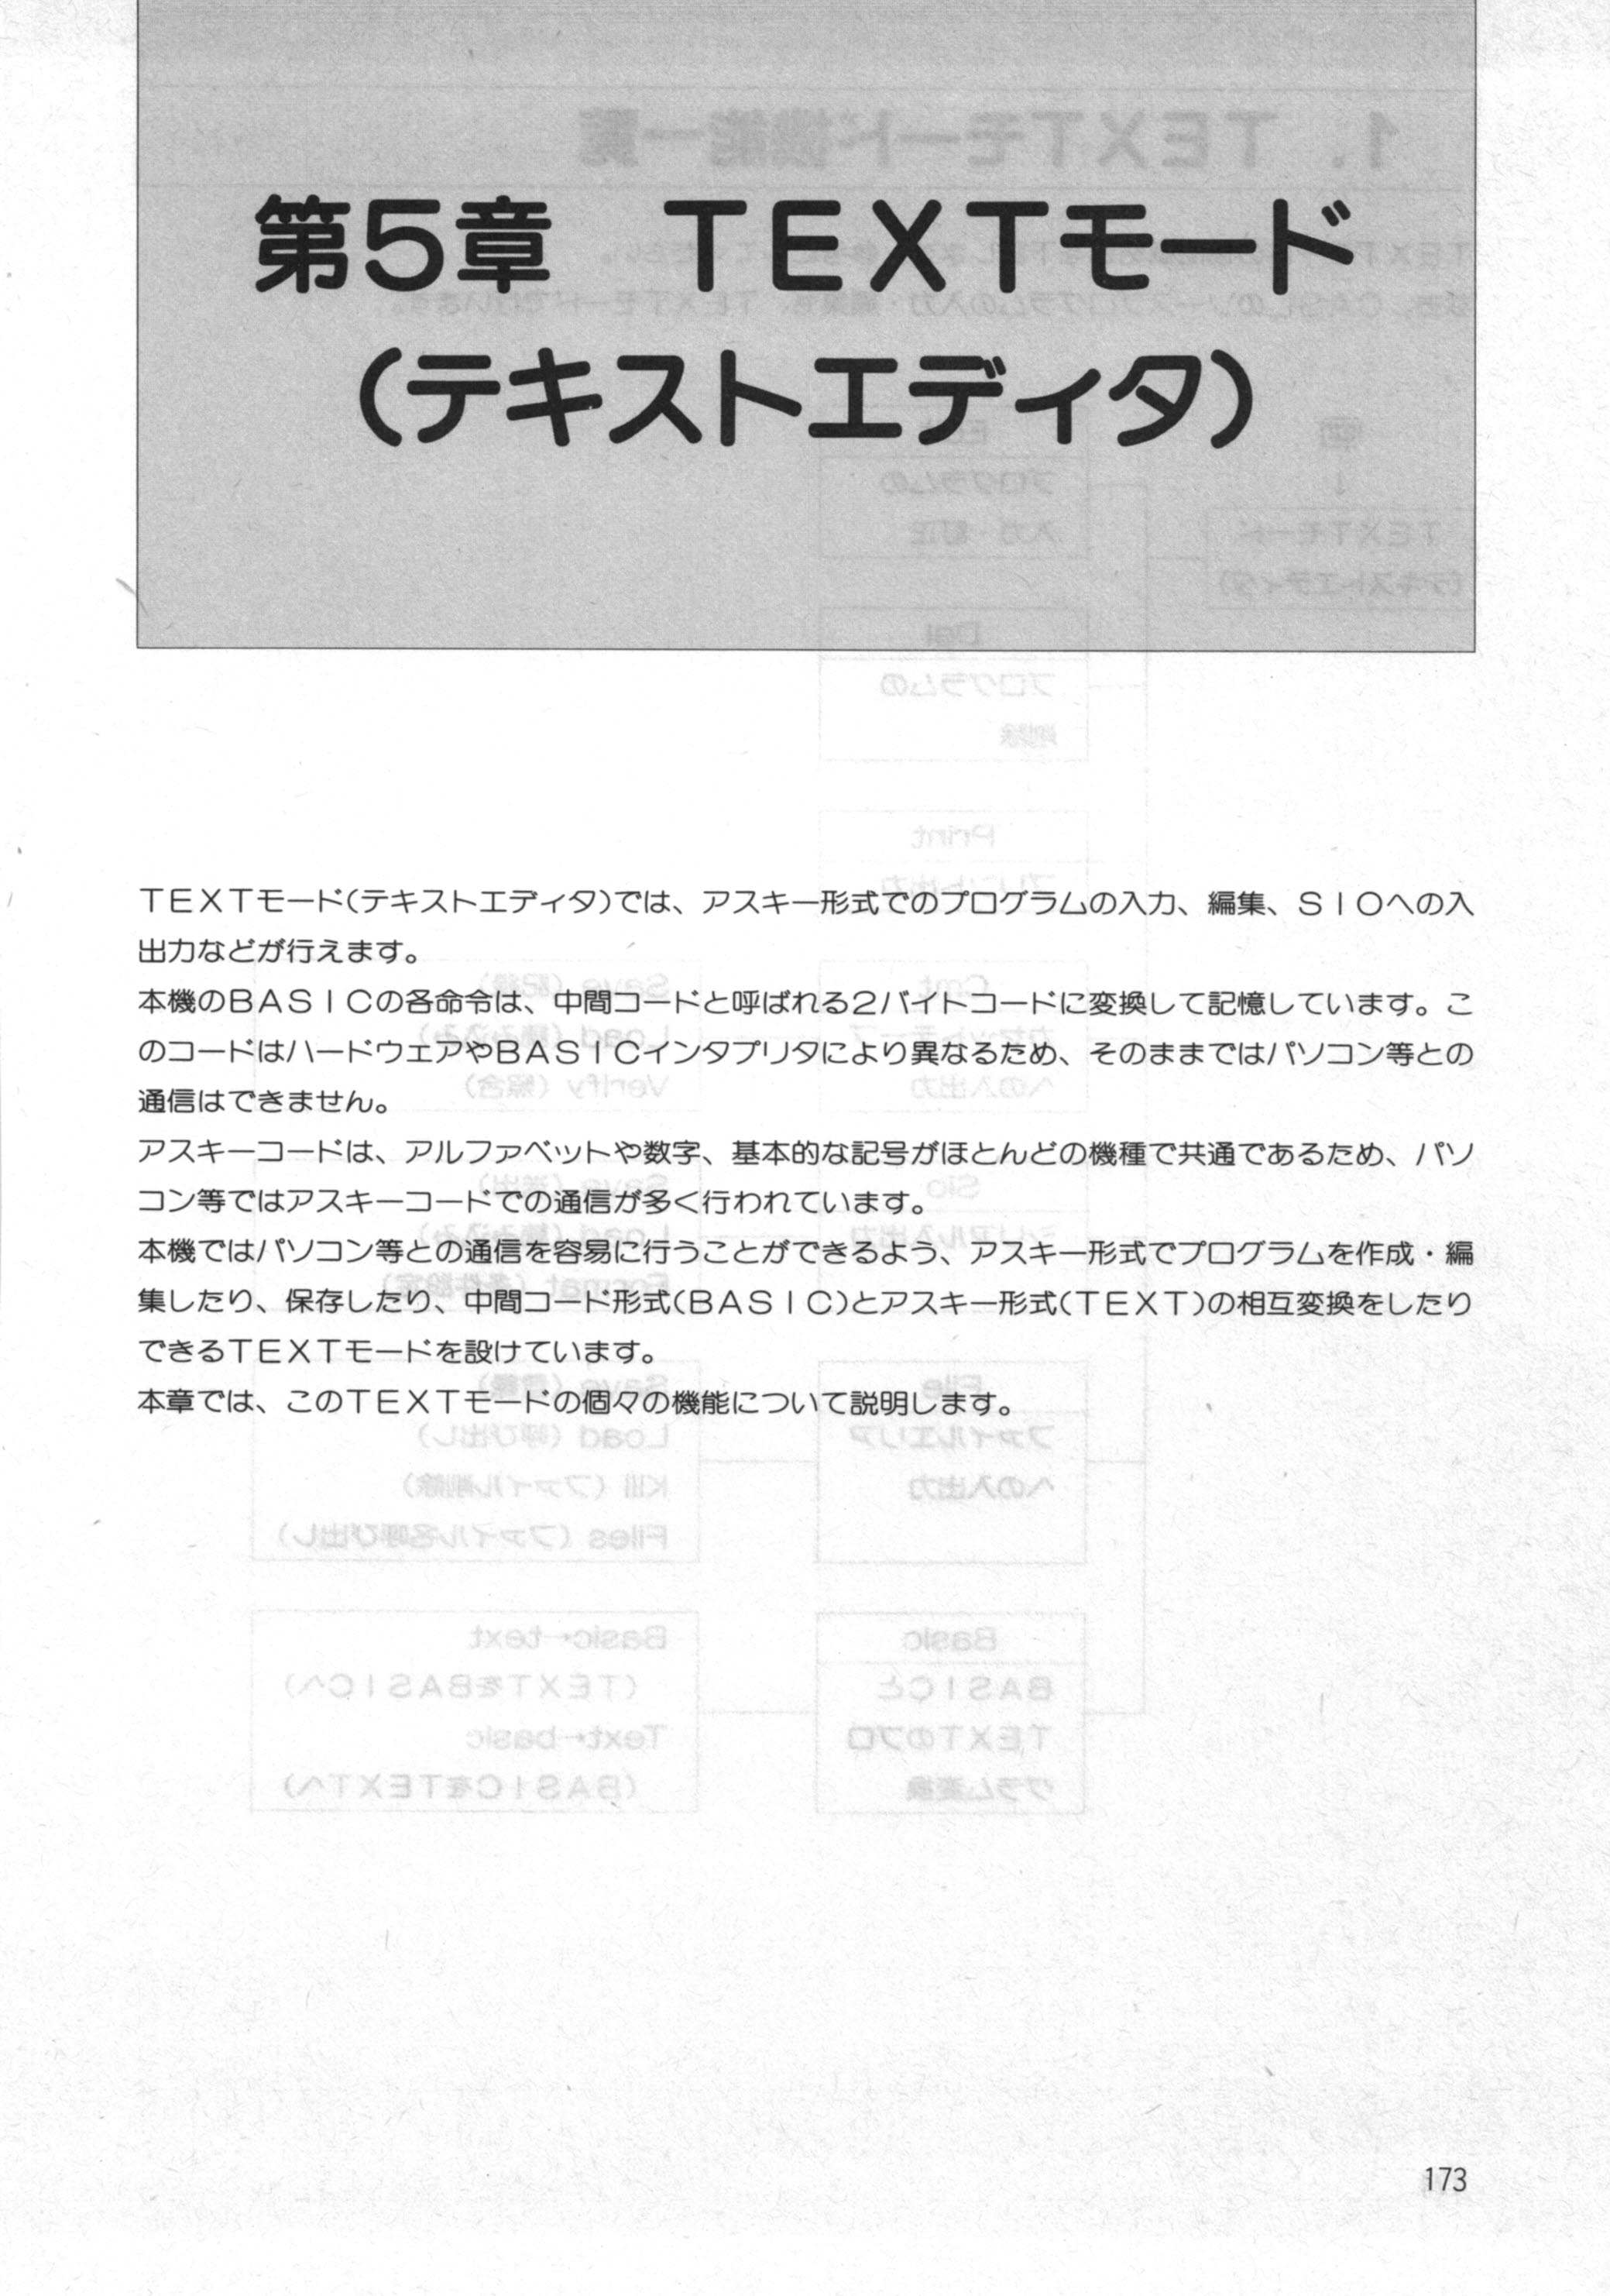 第5章　TEXTモード
(テキストエディタ)
TEXTモード(テキストエディタ)では、アスキー形式でのプログラムの入力、編集、SIOへの入
出力などが行えます。
本機のBASICの各命令は、中間コードと呼ばれる2バイトコードに変換して記憶しています。こ
のコードはハードウェアやBASICインタプリタにより異なるため、そのままではパソコン等との
通信はできません。
アスキーコードは、アルファベットや数字、基本的な記号がほとんどの機種で共通であるため、パソ
コン等ではアスキーコードでの通信が多く行われています。
本機ではパソコン等との通信を容易に行うことができるよう、アスキー形式でプログラムを作成・編
集したり、保存したり、中間コード形式(BASIC)とアスキー形式(TEXT)の相互変換をしたり
できるTEXTモードを設けています。
本章では、このTEXTモードの個々の機能について説明します。
173